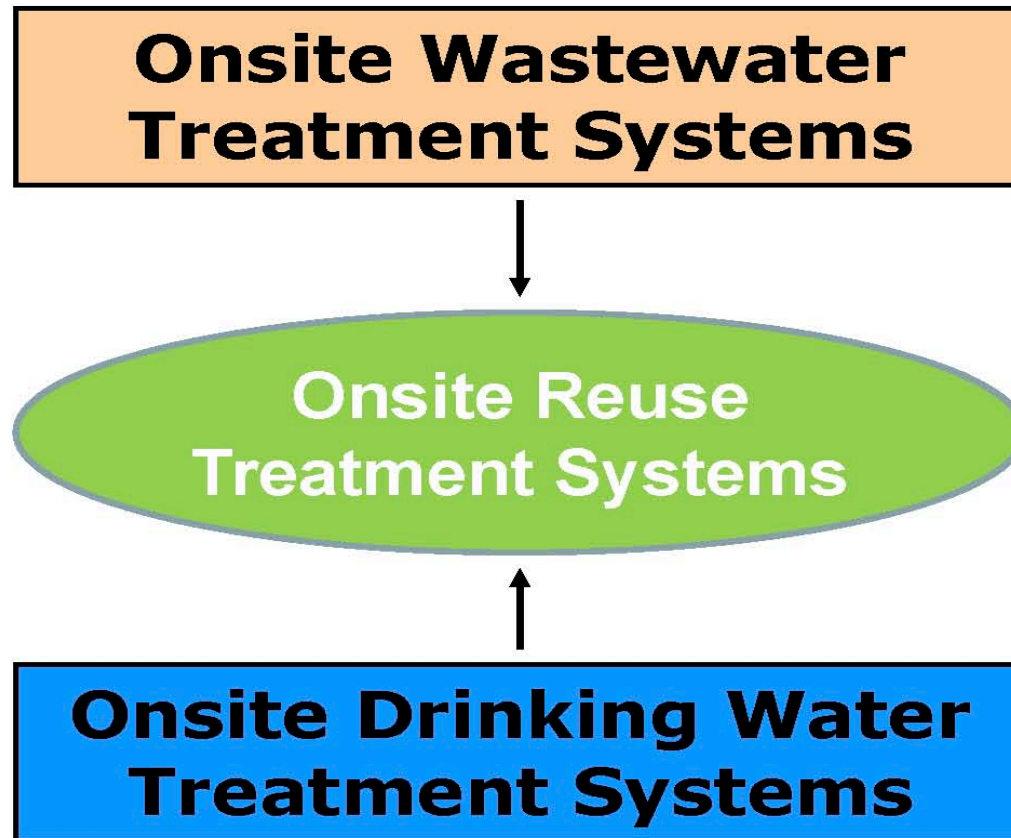 Onsite Wastewater
Treatment Systems
Onsite Reuse
Treatment Systems
Onsite Drinking Water
Treatment Systems